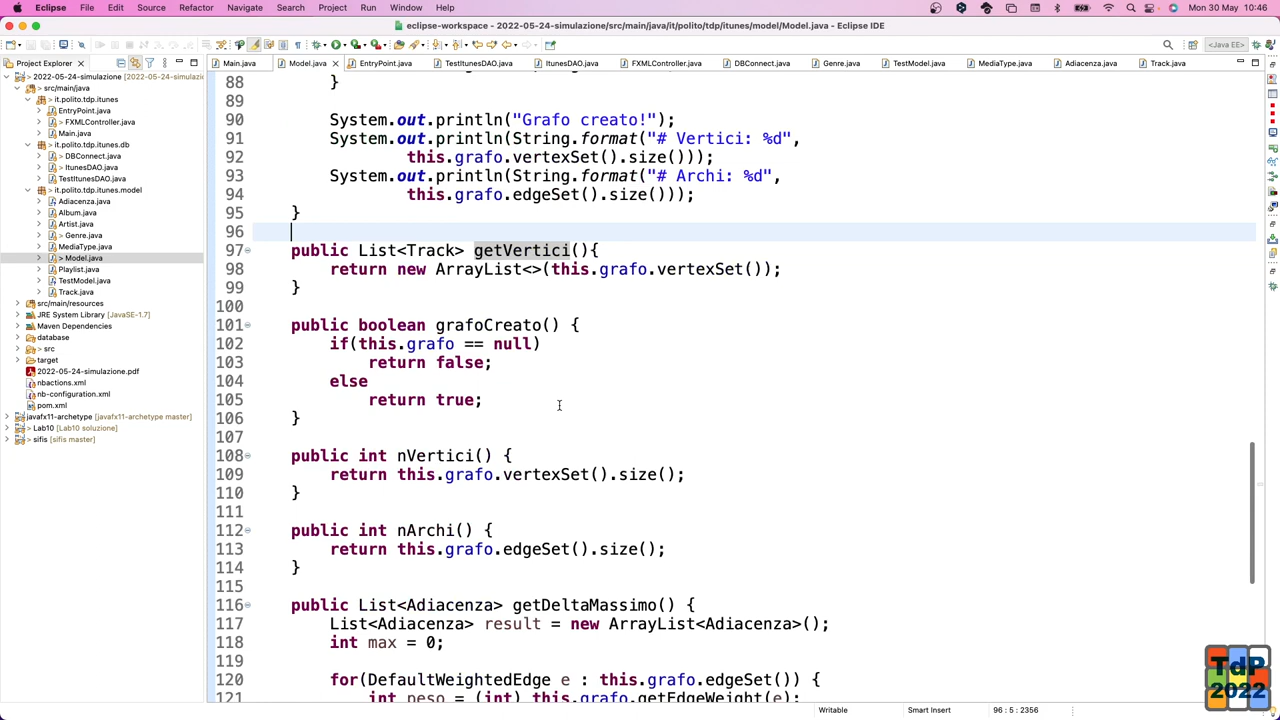 Eclipse File Edit Source Refactor Navigate Search Project Run Window Help Mon 30 May 10:46
eclipse-workspace - 2022-05-24-simulazione/src/main/java/it/polito/tdp/itunes/model/Model.java - Eclipse IDE
<Java EE>
Project Explorer
Main.java Model.java EntryPoint.java TestItunesDAO.java ItunesDAO.java FXMLController.java DBConnect.java Genre.java TestModel.java MediaType.java Adiacenza.java Track.java
2022-05-24-simulazione [2022-05-24-simulazi
src/main/java
> it.polito.tdp.itunes
EntryPoint.java
> FXMLController.java
Main.java
it.polito.tdp.itunes.db
> DBConnect.java
> ItunesDAO.java
TestItunesDAO.java
> it.polito.tdp.itunes.model
Adiacenza.java
Album.java
Artist.java
> Genre.java
MediaType.java
> Model.java
Playlist.java
TestModel.java
Track.java
src/main/resources
JRE System Library [JavaSE-1.7]
Maven Dependencies
database
> src
target
2022-05-24-simulazione.pdf
nbactions.xml
nb-configuration.xml
pom.xml
javafx11-archetype [javafx11-archetype master]
> Lab10 [Lab10 soluzione]
> sifis [sifis master]
88 }
89
90 System.out.println("Grafo creato!");
91 System.out.println(String.format("# Vertici: %d",
92 this.grafo.vertexSet().size()));
93 System.out.println(String.format("# Archi: %d",
94 this.grafo.edgeSet().size()));
95 }
96
97 public List<Track> getVertici(){
98 return new ArrayList<>(this.grafo.vertexSet());
99 }
100
101 public boolean grafoCreato() {
102 if(this.grafo == null)
103 return false;
104 else
105 return true;
106 }
107
108 public int nVertici() {
109 return this.grafo.vertexSet().size();
110 }
111
112 public int nArchi() {
113 return this.grafo.edgeSet().size();
114 }
115
116 public List<Adiacenza> getDeltaMassimo() {
117 List<Adiacenza> result = new ArrayList<Adiacenza>();
118 int max = 0;
119
120 for(DefaultWeightedEdge e : this.grafo.edgeSet()) {
121 int peso = (int) this.grafo.getEdgeWeight(e);
Writable Smart Insert 96 : 5 : 2356
TdP
2022